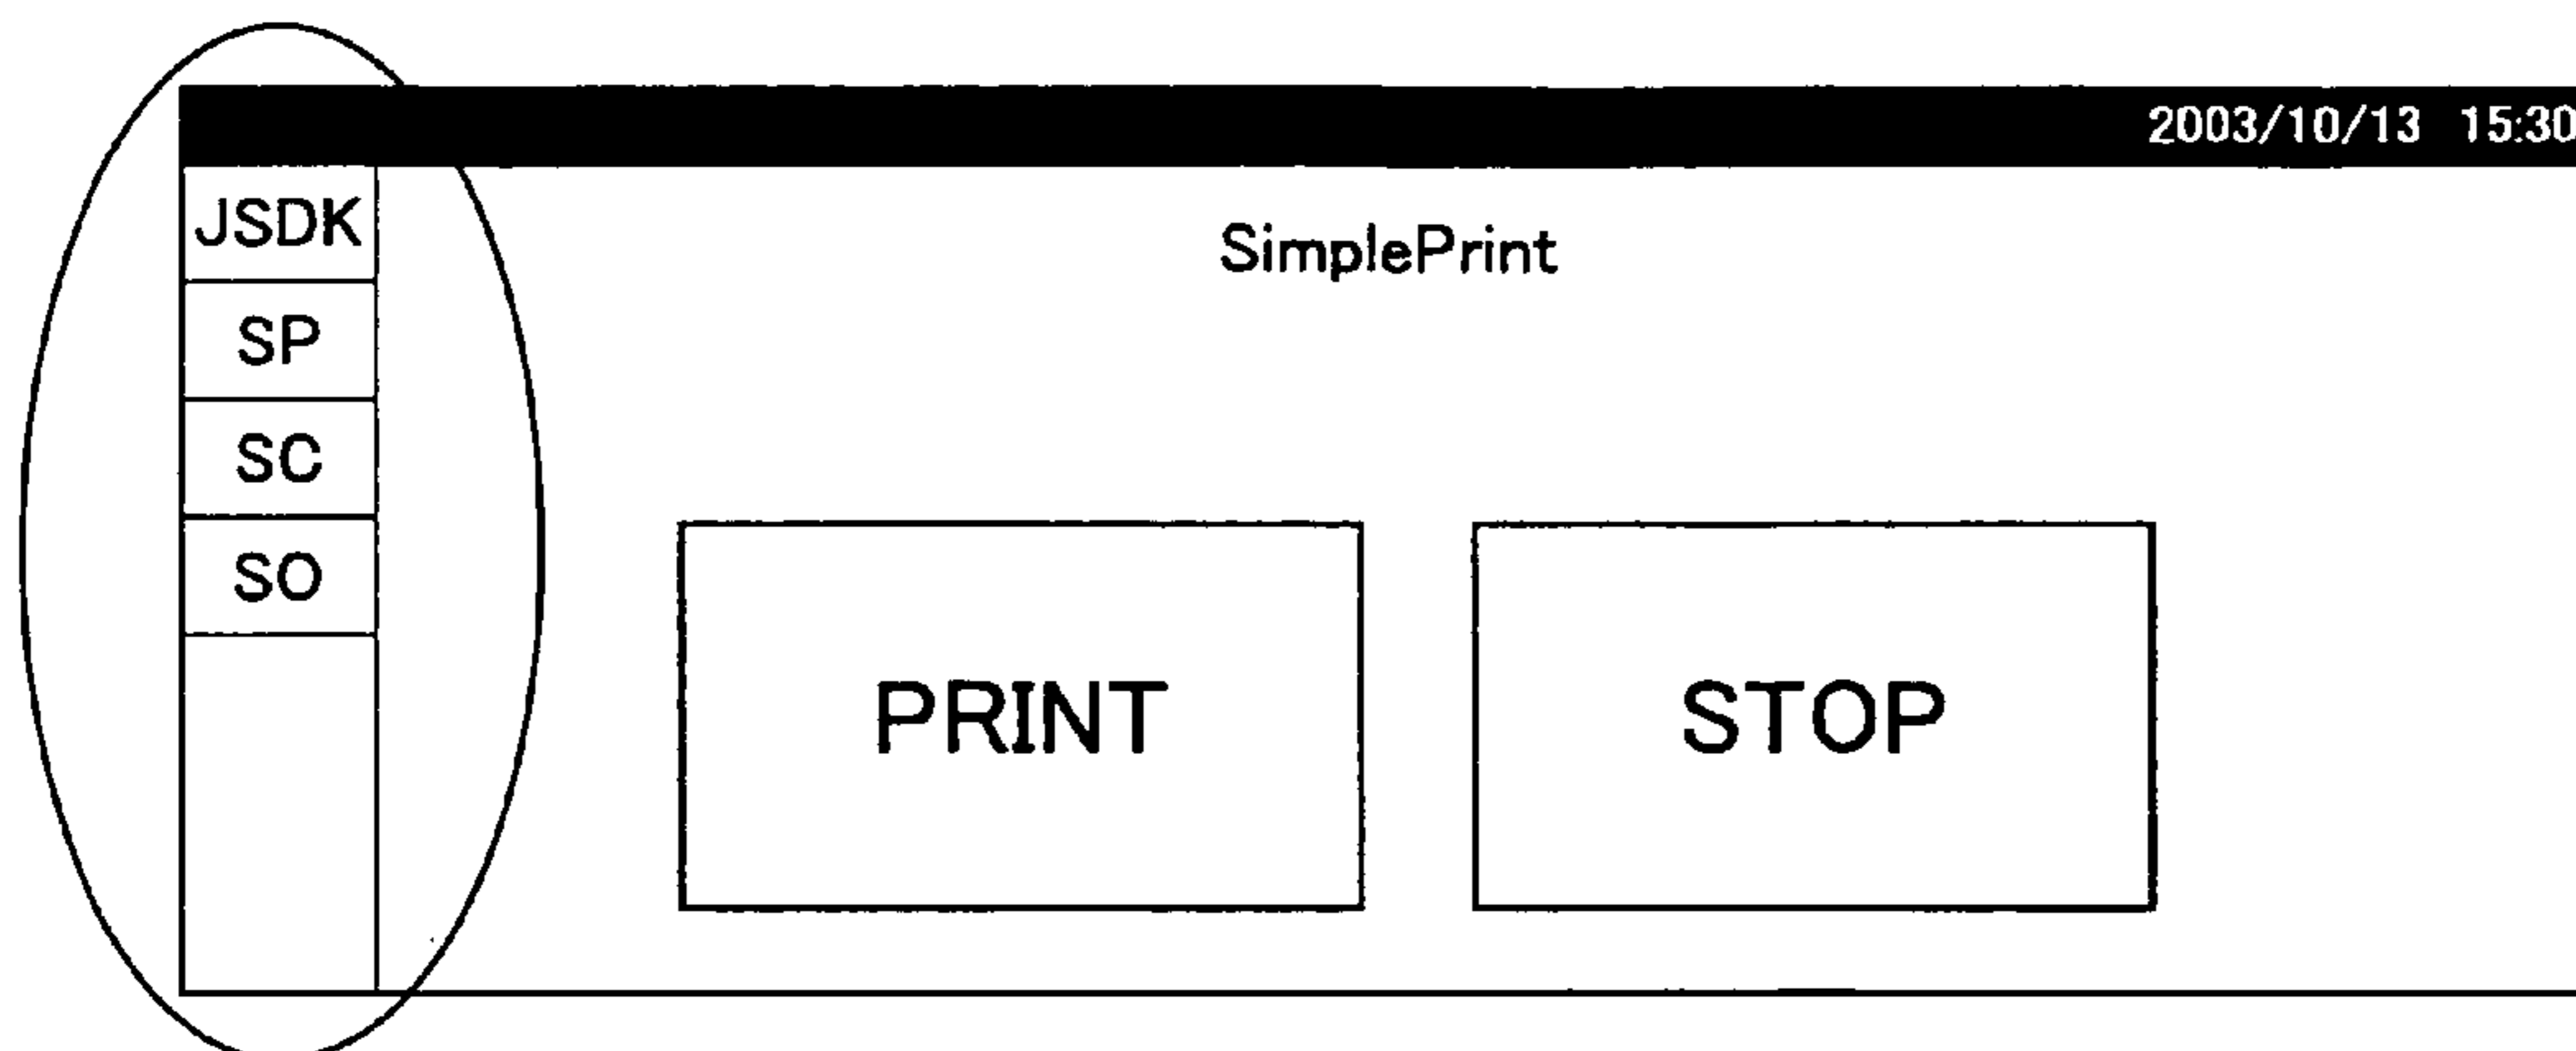 2003/10/13 15:30
JSDK
SimplePrint
SP
SC
SO
PRINT
STOP